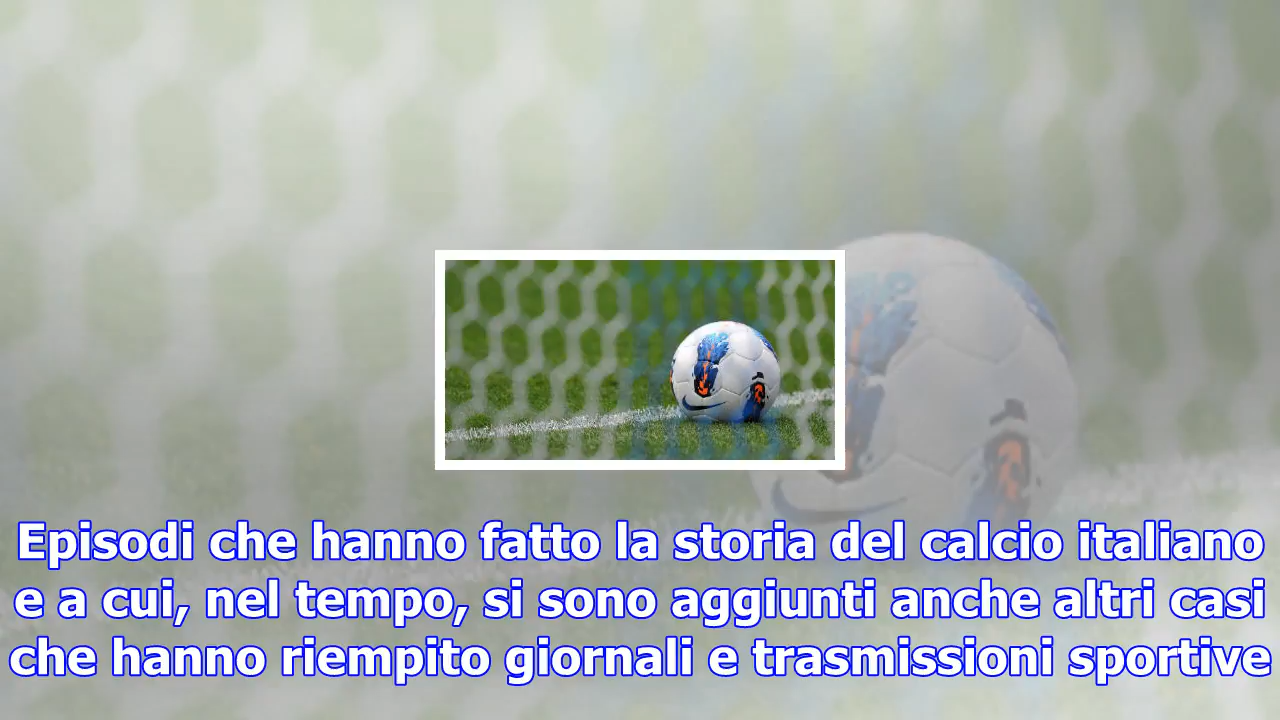 Episodi che hanno fatto la storia del calcio italiano
e a cui, nel tempo, si sono aggiunti anche altri casi
che hanno riempito giornali e trasmissioni sportive